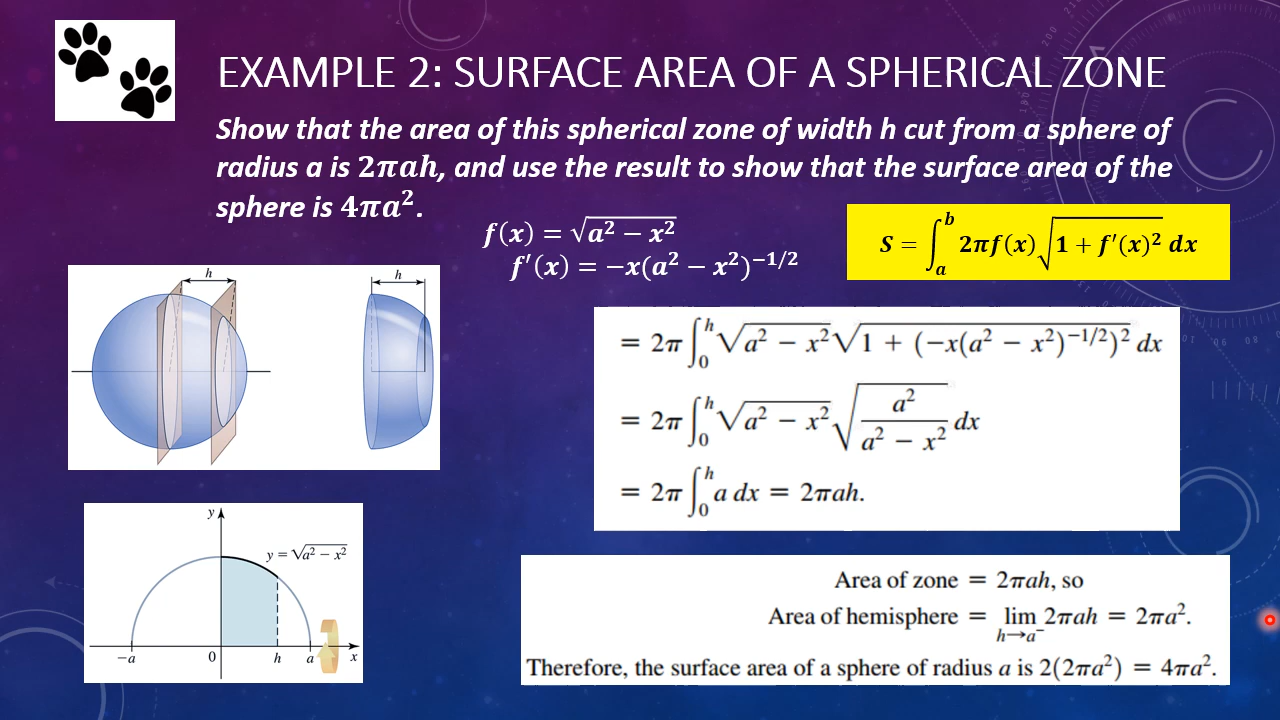 EXAMPLE 2: SURFACE AREA OF A SPHERICAL ZONE
Show that the area of this spherical zone of width h cut from a sphere of
radius a is 2πah, and use the result to show that the surface area of the
sphere is 4πa².
f(x) = √(a² − x²)
f′(x) = −x(a² − x²)^(−1/2)
S = ∫_a^b 2πf(x)√(1 + f′(x)²) dx
h
h
= 2π ∫_0^h √(a² − x²) √(1 + (−x(a² − x²)^(−1/2))²) dx
= 2π ∫_0^h √(a² − x²) √(a²/(a² − x²)) dx
= 2π ∫_0^h a dx = 2πah.
y
y = √(a² − x²)
−a 0 h a x
Area of zone = 2πah, so
Area of hemisphere = lim_(h→a⁻) 2πah = 2πa².
Therefore, the surface area of a sphere of radius a is 2(2πa²) = 4πa².